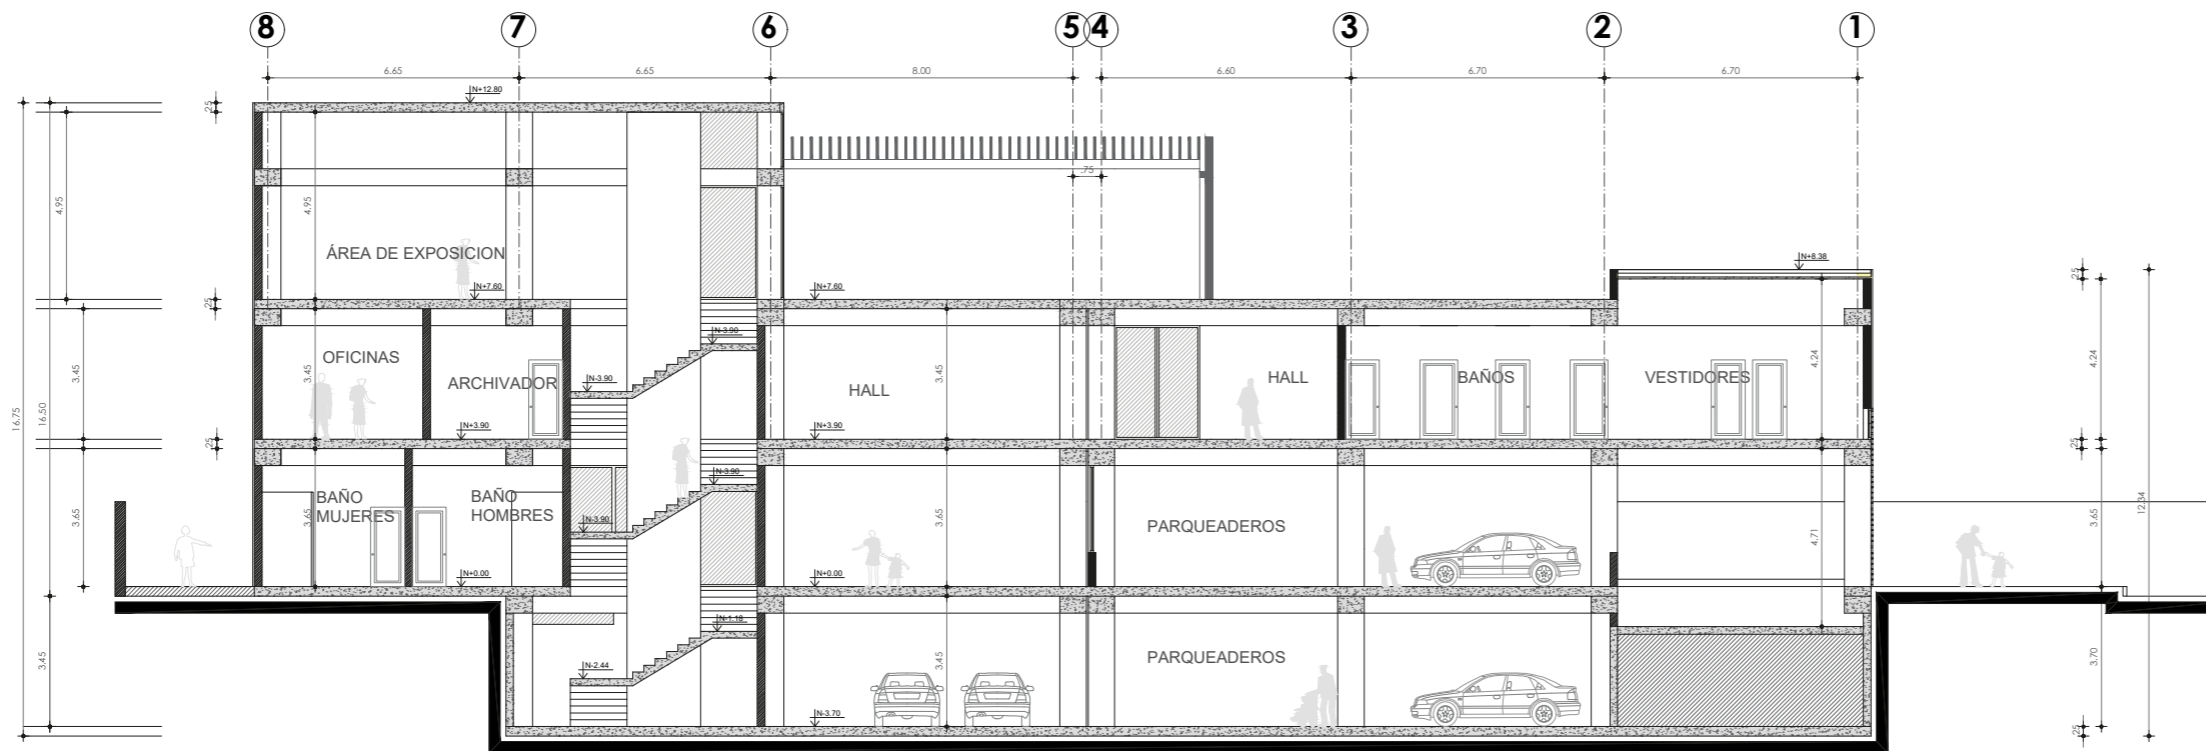 8 7 6 5 4 3 2 1
6.65 6.65 8.00 6.60 6.70 6.70
N+12.80
.25
.75
4.95
4.95
ÁREA DE EXPOSICION
N+8.38
.25
.25
N+7.60
N+7.60
N-3.90
OFICINAS
ARCHIVADOR
HALL
HALL
BAÑOS
VESTIDORES
3.45
3.45
3.45
4.24
4.24
N-3.90
16.75
16.50
12.34
N+3.90
N+3.90
.25
.25
N-3.90
BAÑO
MUJERES
BAÑO
HOMBRES
PARQUEADEROS
3.65
3.65
3.65
4.71
3.65
N-3.90
N+0.00
N+0.00
N-1.18
PARQUEADEROS
3.45
3.45
3.70
N-2.44
N-3.70
.25